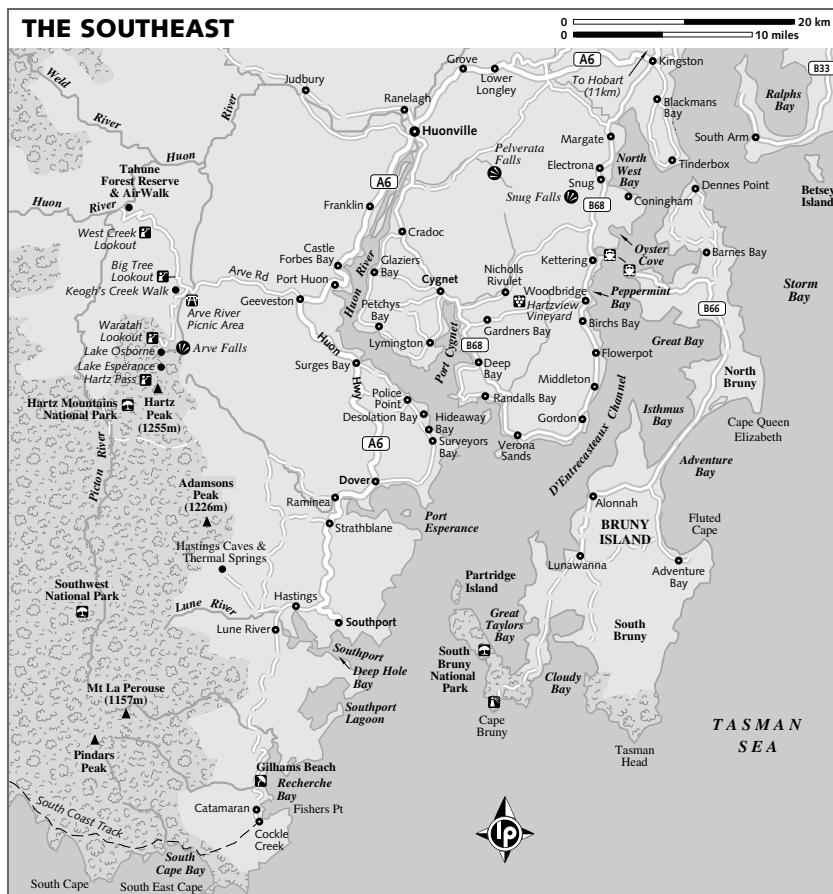 THE SOUTHEAST
0 20 km
0 10 miles
Grove
Lower
Longley
A6
To Hobart
(11km)
Kingston
B33
Judbury
Weld
River
River
Ranelagh
Huonville
Blackmans
Bay
Ralphs
Bay
Huon
Margate
South Arm
Pelverata
Falls
Tahune
Forest Reserve
& AirWalk
A6
Electrona
North
West
Bay
Tinderbox
Snug
Snug Falls
Dennes Point
Betsey
Island
Huon
River
Franklin
B68
Coningham
West Creek
Lookout
Cradoc
Castle
Forbes Bay
Huon River
Glaziers
Bay
Oyster
Cove
Barnes Bay
Big Tree
Lookout
Arve Rd
Port Huon
Kettering
Storm
Bay
Keogh's Creek Walk
Geeveston
Cygnet
Nicholls
Rivulet
Woodbridge
Peppermint
Bay
Arve River
Picnic Area
Petchys
Bay
Hartzview
Vineyard
B66
Waratah
Lookout
Huon
Hwy
Lymington
Port Cygnet
Gardners Bay
Birchs Bay
Great Bay
Lake Osborne
Arve Falls
B68
Lake Esperance
Surges Bay
Deep
Bay
Flowerpot
North
Bruny
Hartz Pass
Hartz Mountains
National Park
Hartz
Peak
(1255m)
Police
Point
Middleton
Randalls Bay
Desolation Bay
Hideaway
Bay
Gordon
Isthmus
Bay
Cape Queen
Elizabeth
A6
Surveyors
Bay
Verona
Sands
D'Entrecasteaux Channel
Picton River
Adventure
Bay
Adamsons
Peak
(1226m)
Dover
Raminea
Alonnah
Port
Esperance
Strathblane
BRUNY
ISLAND
Fluted
Cape
Hastings Caves &
Thermal Springs
Lunawanna
Adventure
Bay
Southwest
National Park
Partridge
Island
Lune River
Hastings
Great
Taylors
Bay
South
Bruny
Lune River
Southport
Southport
Deep Hole
Bay
South
Bruny
National
Park
Cloudy
Bay
Mt La Perouse
(1157m)
Southport
Lagoon
Cape
Bruny
TASMAN
SEA
Pindars
Peak
Tasman
Head
Gilhams Beach
Recherche
Bay
Catamaran
Fishers Pt
South Coast Track
Cockle
Creek
South
Cape Bay
lp
South Cape
South East Cape